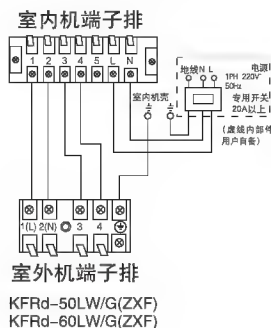 室内机端子排
1 2 3 4 5 L N
地线 N L
电源
1PH 220V~
50Hz
专用开关
20A以上
室内机壳
(虚线内部件
用户自备)
1(L) 2(N) 3 4
室外机端子排
KFRd-50LW/G(ZXF)
KFRd-60LW/G(ZXF)